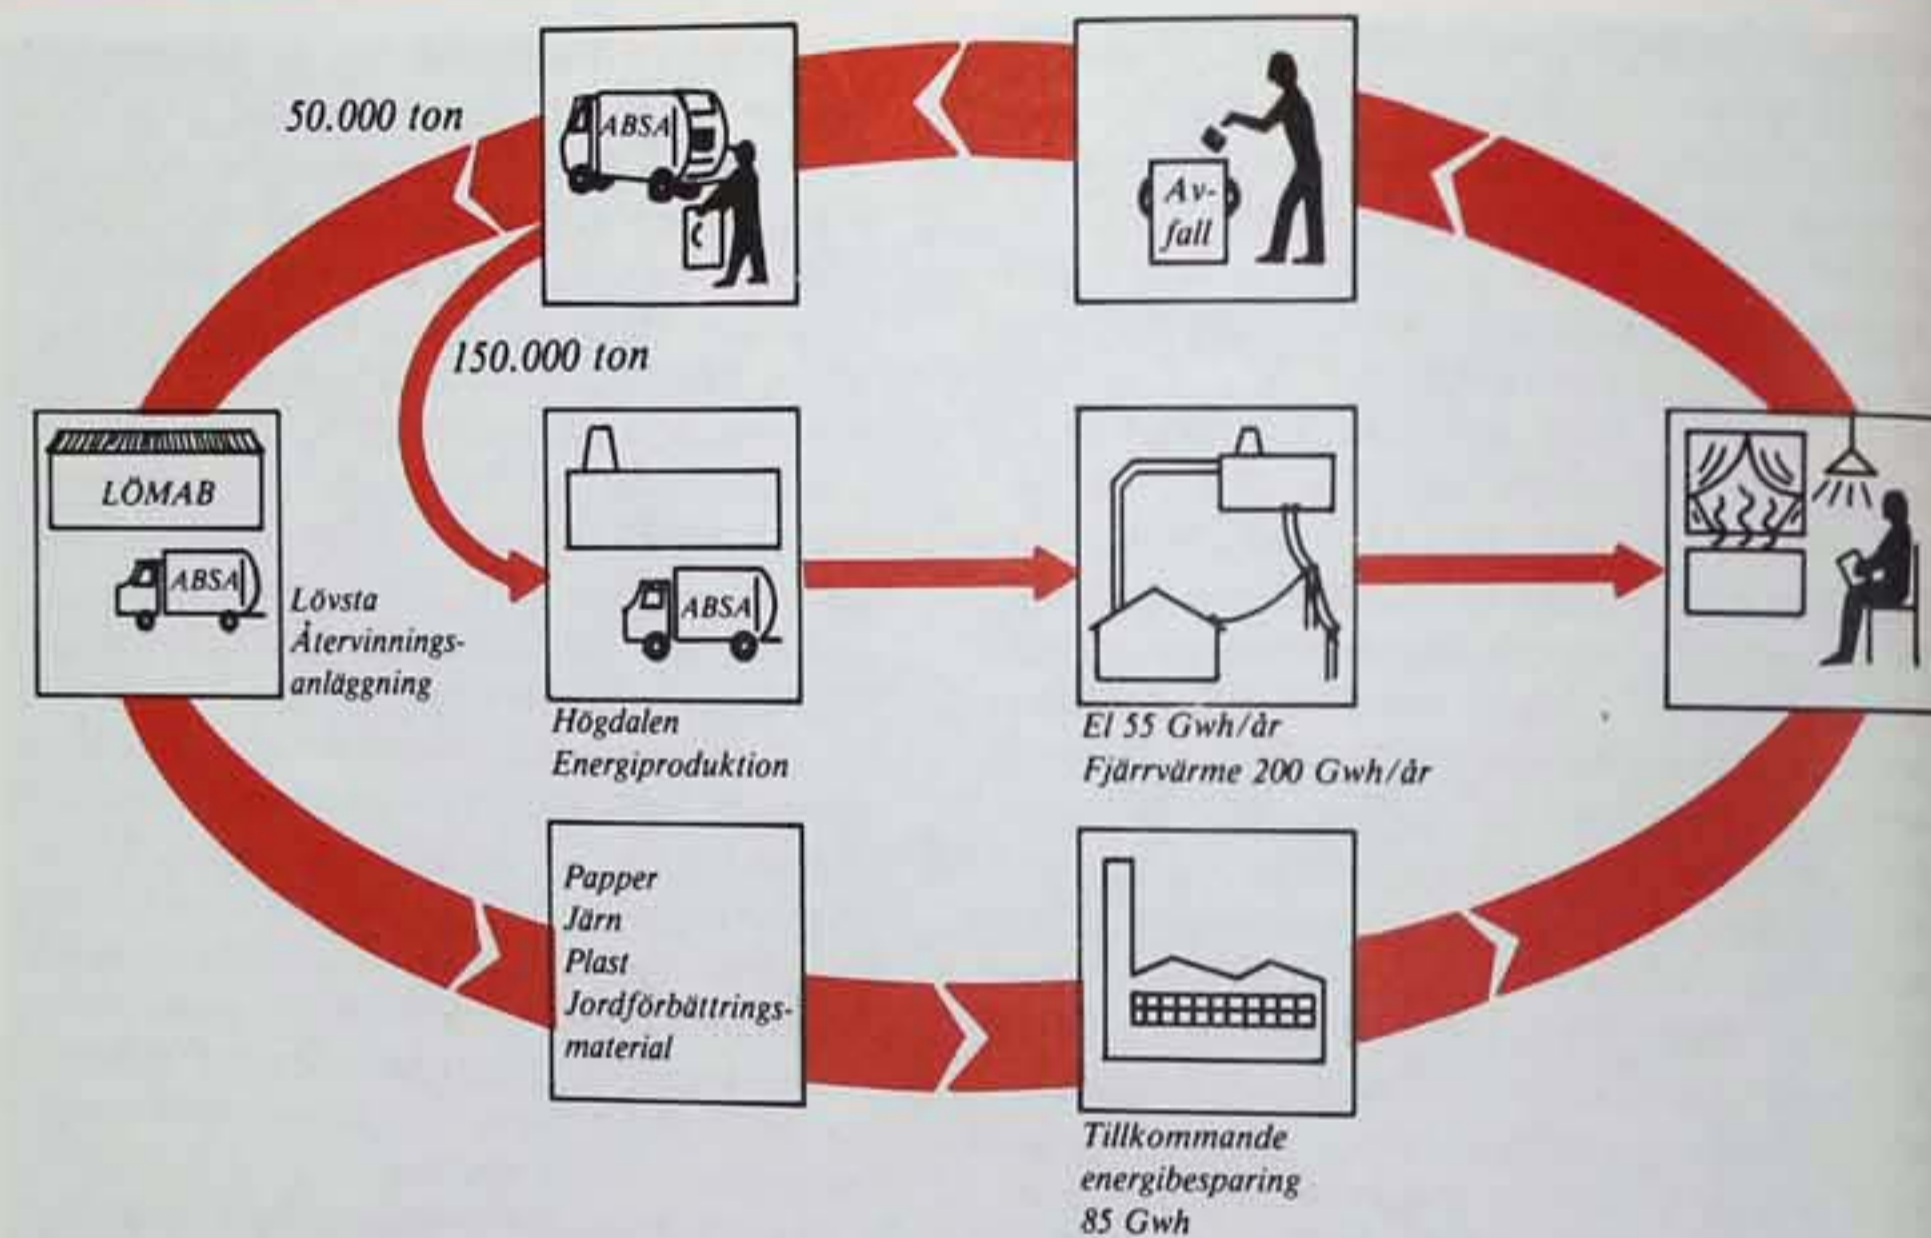 50.000 ton
ABSA
Av-
fall
150.000 ton
LÖMAB
ABSA
Lövsta
Återvinnings-
anläggning
ABSA
Högdalen
Energiproduktion
El 55 Gwh/år
Fjärrvärme 200 Gwh/år
Papper
Järn
Plast
Jordförbättrings-
material
Tillkommande
energibesparing
85 Gwh